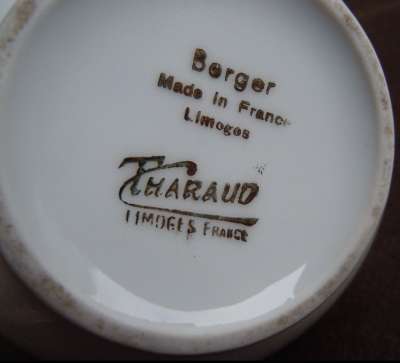 Berger
Made in France
Limoges
THARAUD
LIMOGES FRANCE